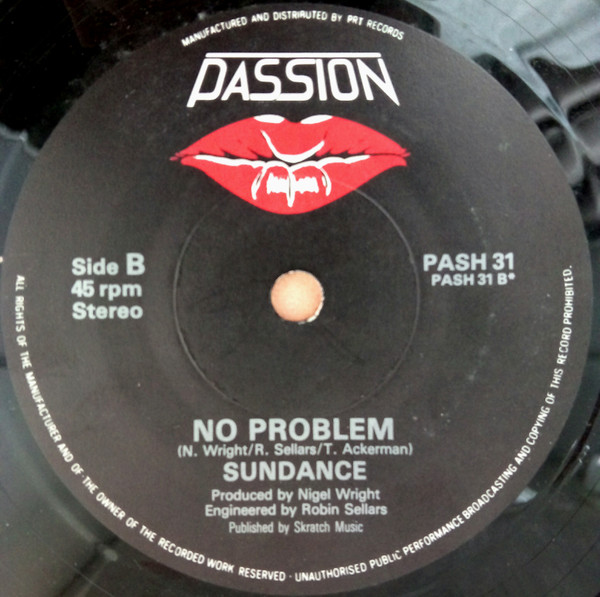 MANUFACTURED AND DISTRIBUTED BY PRT RECORDS
PASSION
Side B
45 rpm
Stereo
PASH 31
PASH 31 B*
NO PROBLEM
(N. Wright/R. Sellars/T. Ackerman)
SUNDANCE
Produced by Nigel Wright
Engineered by Robin Sellars
Published by Skratch Music
ALL RIGHTS OF THE MANUFACTURER AND OF THE OWNER OF THE RECORDED WORK RESERVED · UNAUTHORISED PUBLIC PERFORMANCE BROADCASTING AND COPYING OF THIS RECORD PROHIBITED.